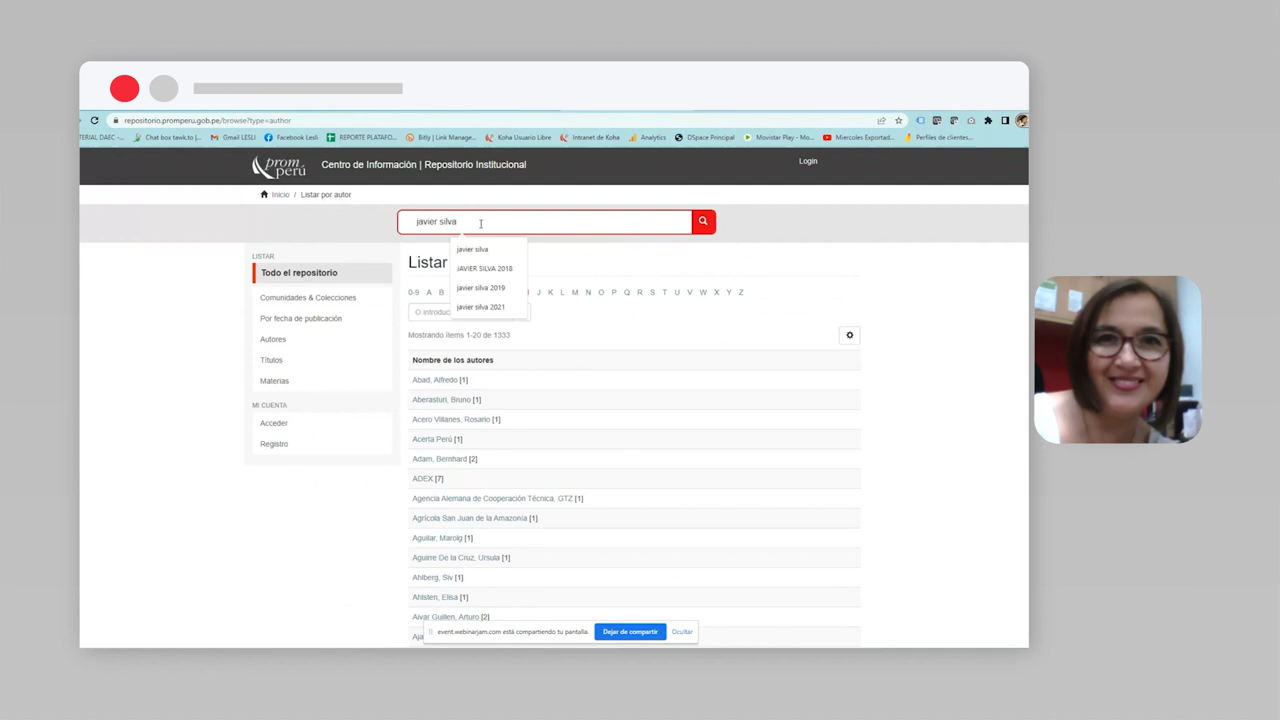 repositorio.promperu.gob.pe/browse?type=author
TERIAL DAEC -... Chat box tawk.to | ... Gmail LESLI Facebook Lesli REPORTE PLATAFO... Bitly | Link Manage... Koha Usuario Libre Intranet de Koha Analytics DSpace Principal Movistar Play - Mo... Miercoles Exportad... Perfiles de clientes...
prom perú Centro de Información | Repositorio Institucional Login
Inicio / Listar por autor
javier silva
javier silva
JAVIER SILVA 2018
javier silva 2019
javier silva 2021
LISTAR
Todo el repositorio
Comunidades & Colecciones
Por fecha de publicación
Autores
Títulos
Materias
MI CUENTA
Acceder
Registro
Listar
0-9 A B J K L M N O P Q R S T U V W X Y Z
O introduc
Mostrando ítems 1-20 de 1333
Nombre de los autores
Abad, Alfredo [1]
Aberasturi, Bruno [1]
Acero Villanes, Rosario [1]
Acerta Perú [1]
Adam, Bernhard [2]
ADEX [7]
Agencia Alemana de Cooperación Técnica, GTZ [1]
Agrícola San Juan de la Amazonía [1]
Aguilar, Marolg [1]
Aguirre De la Cruz, Ursula [1]
Ahlberg, Siv [1]
Ahlsten, Elisa [1]
Aivar Guillen, Arturo [2]
event.webinarjam.com está compartiendo tu pantalla. Dejar de compartir Ocultar